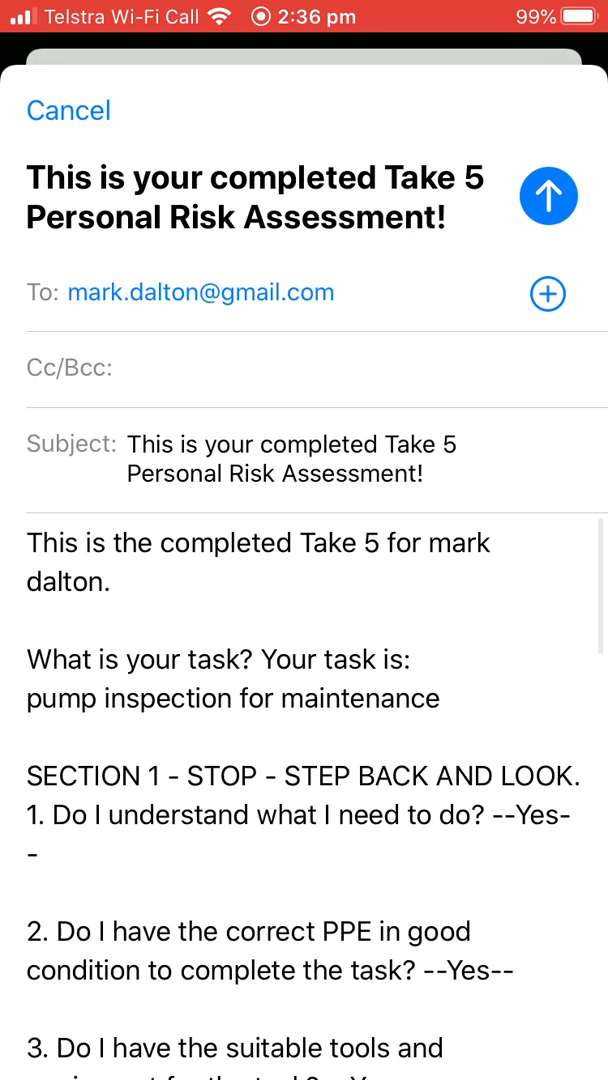 Telstra Wi-Fi Call 2:36 pm 99%
Cancel
This is your completed Take 5
Personal Risk Assessment!
To: mark.dalton@gmail.com
Cc/Bcc:
Subject: This is your completed Take 5
Personal Risk Assessment!
This is the completed Take 5 for mark
dalton.
What is your task? Your task is:
pump inspection for maintenance
SECTION 1 - STOP - STEP BACK AND LOOK.
1. Do I understand what I need to do? --Yes-
-
2. Do I have the correct PPE in good
condition to complete the task? --Yes--
3. Do I have the suitable tools and